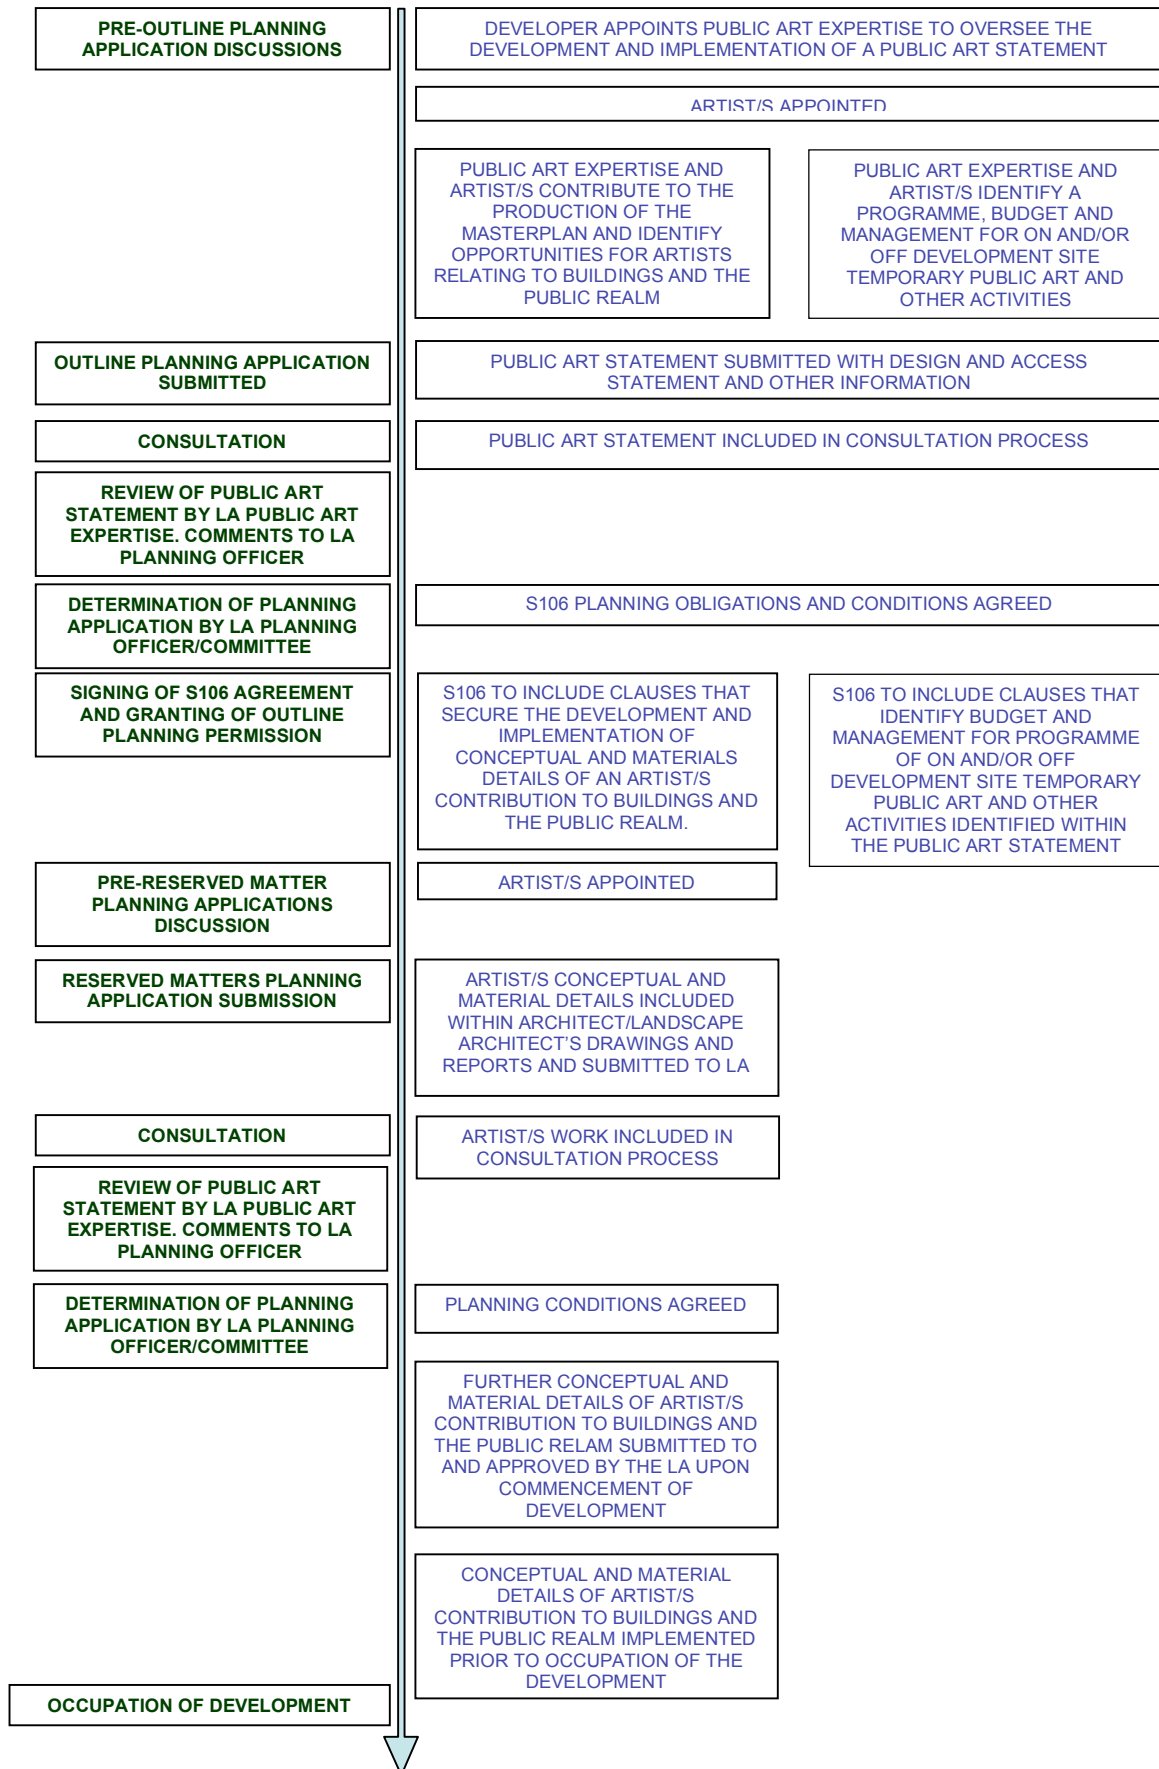 PRE-OUTLINE PLANNING
APPLICATION DISCUSSIONS
DEVELOPER APPOINTS PUBLIC ART EXPERTISE TO OVERSEE THE
DEVELOPMENT AND IMPLEMENTATION OF A PUBLIC ART STATEMENT
ARTIST/S APPOINTED
PUBLIC ART EXPERTISE AND
ARTIST/S CONTRIBUTE TO THE
PRODUCTION OF THE
MASTERPLAN AND IDENTIFY
OPPORTUNITIES FOR ARTISTS
RELATING TO BUILDINGS AND THE
PUBLIC REALM
PUBLIC ART EXPERTISE AND
ARTIST/S IDENTIFY A
PROGRAMME, BUDGET AND
MANAGEMENT FOR ON AND/OR
OFF DEVELOPMENT SITE
TEMPORARY PUBLIC ART AND
OTHER ACTIVITIES
OUTLINE PLANNING APPLICATION
SUBMITTED
PUBLIC ART STATEMENT SUBMITTED WITH DESIGN AND ACCESS
STATEMENT AND OTHER INFORMATION
CONSULTATION
PUBLIC ART STATEMENT INCLUDED IN CONSULTATION PROCESS
REVIEW OF PUBLIC ART
STATEMENT BY LA PUBLIC ART
EXPERTISE. COMMENTS TO LA
PLANNING OFFICER
DETERMINATION OF PLANNING
APPLICATION BY LA PLANNING
OFFICER/COMMITTEE
S106 PLANNING OBLIGATIONS AND CONDITIONS AGREED
SIGNING OF S106 AGREEMENT
AND GRANTING OF OUTLINE
PLANNING PERMISSION
S106 TO INCLUDE CLAUSES THAT
SECURE THE DEVELOPMENT AND
IMPLEMENTATION OF
CONCEPTUAL AND MATERIALS
DETAILS OF AN ARTIST/S
CONTRIBUTION TO BUILDINGS AND
THE PUBLIC REALM.
S106 TO INCLUDE CLAUSES THAT
IDENTIFY BUDGET AND
MANAGEMENT FOR PROGRAMME
OF ON AND/OR OFF
DEVELOPMENT SITE TEMPORARY
PUBLIC ART AND OTHER
ACTIVITIES IDENTIFIED WITHIN
THE PUBLIC ART STATEMENT
PRE-RESERVED MATTER
PLANNING APPLICATIONS
DISCUSSION
ARTIST/S APPOINTED
RESERVED MATTERS PLANNING
APPLICATION SUBMISSION
ARTIST/S CONCEPTUAL AND
MATERIAL DETAILS INCLUDED
WITHIN ARCHITECT/LANDSCAPE
ARCHITECT'S DRAWINGS AND
REPORTS AND SUBMITTED TO LA
CONSULTATION
ARTIST/S WORK INCLUDED IN
CONSULTATION PROCESS
REVIEW OF PUBLIC ART
STATEMENT BY LA PUBLIC ART
EXPERTISE. COMMENTS TO LA
PLANNING OFFICER
DETERMINATION OF PLANNING
APPLICATION BY LA PLANNING
OFFICER/COMMITTEE
PLANNING CONDITIONS AGREED
FURTHER CONCEPTUAL AND
MATERIAL DETAILS OF ARTIST/S
CONTRIBUTION TO BUILDINGS AND
THE PUBLIC RELAM SUBMITTED TO
AND APPROVED BY THE LA UPON
COMMENCEMENT OF
DEVELOPMENT
CONCEPTUAL AND MATERIAL
DETAILS OF ARTIST/S
CONTRIBUTION TO BUILDINGS AND
THE PUBLIC REALM IMPLEMENTED
PRIOR TO OCCUPATION OF THE
DEVELOPMENT
OCCUPATION OF DEVELOPMENT